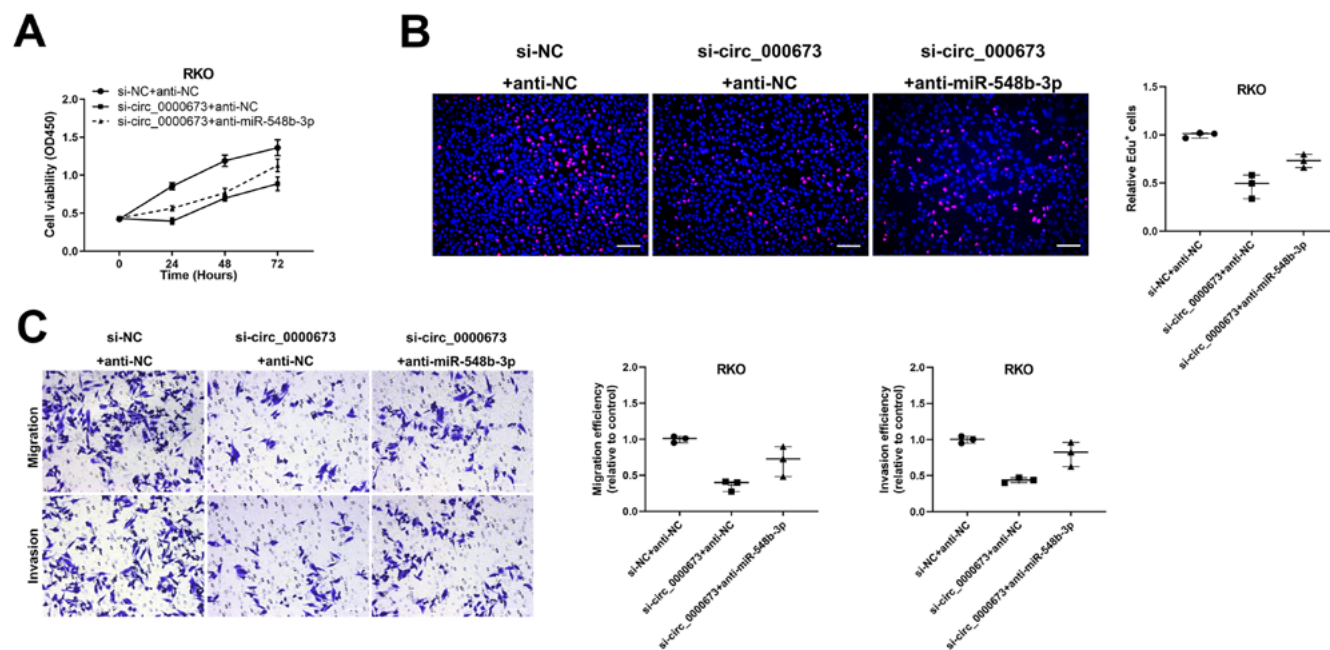 A
RKO
si-NC+anti-NC
si-circ_0000673+anti-NC
si-circ_0000673+anti-miR-548b-3p
Cell viability (OD450)
2.0
1.5
1.0
0.5
0.0
0 24 48 72
Time (Hours)
B
si-NC si-circ_000673 si-circ_000673
+anti-NC +anti-NC +anti-miR-548b-3p
RKO
Relative Edu+ cells
1.5
1.0
0.5
0.0
si-NC+anti-NC
si-circ_0000673+anti-NC
si-circ_0000673+anti-miR-548b-3p
C
si-NC si-circ_0000673 si-circ_0000673
+anti-NC +anti-NC +anti-miR-548b-3p
Migration
Invasion
RKO
Migration efficiency
(relative to control)
2.0
1.5
1.0
0.5
0.0
si-NC+anti-NC
si-circ_0000673+anti-NC
si-circ_0000673+anti-miR-548b-3p
RKO
Invasion efficiency
(relative to control)
2.0
1.5
1.0
0.5
0.0
si-NC+anti-NC
si-circ_0000673+anti-NC
si-circ_0000673+anti-miR-548b-3p